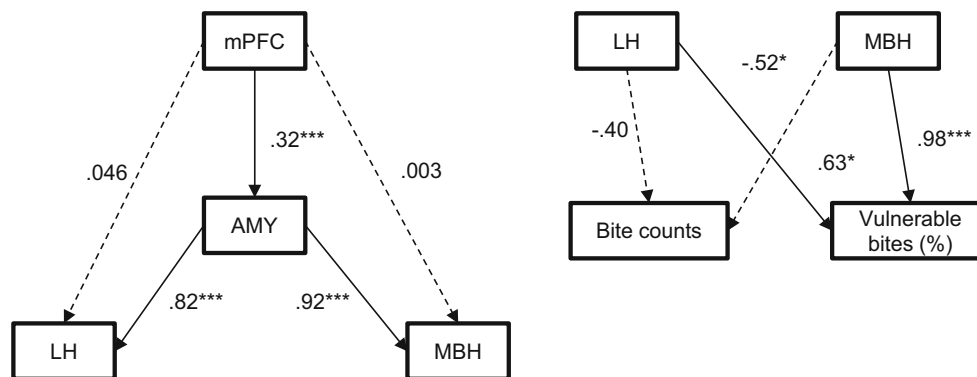 mPFC
.32***
.046
.003
AMY
.82***
.92***
LH
MBH
LH
MBH
-.52*
-.40
.98***
.63*
Bite counts
Vulnerable
bites (%)